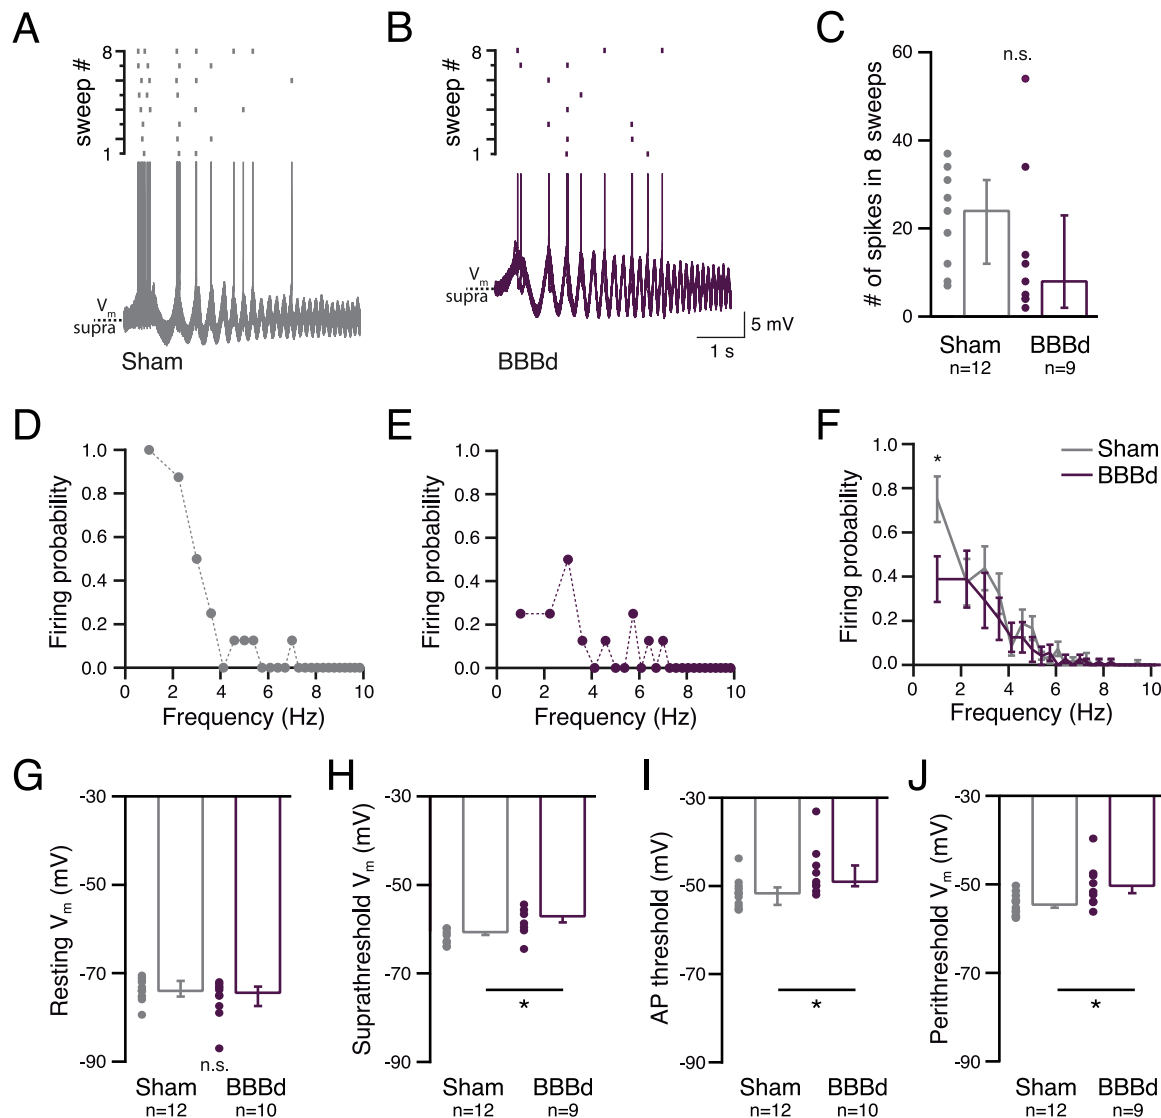 A
8
sweep #
1
Vm
supra
Sham
B
8
sweep #
1
Vm
supra
5 mV
1 s
BBBd
C
60
n.s.
40
20
0
# of spikes in 8 sweeps
Sham
n=12
BBBd
n=9
D
1.0
0.8
0.6
0.4
0.2
0.0
Firing probability
0 2 4 6 8 10
Frequency (Hz)
E
1.0
0.8
0.6
0.4
0.2
0.0
Firing probability
0 2 4 6 8 10
Frequency (Hz)
F
1.0
0.8
0.6
0.4
0.2
0.0
Firing probability
*
Sham
BBBd
0 2 4 6 8 10
Frequency (Hz)
G
-30
-50
-70
-90
Resting Vm (mV)
n.s.
Sham
n=12
BBBd
n=10
H
-30
-50
-70
-90
Suprathreshold Vm (mV)
*
Sham
n=12
BBBd
n=9
I
-30
-50
-70
-90
AP threshold (mV)
*
Sham
n=12
BBBd
n=10
J
-30
-50
-70
-90
Perithreshold Vm (mV)
*
Sham
n=12
BBBd
n=9